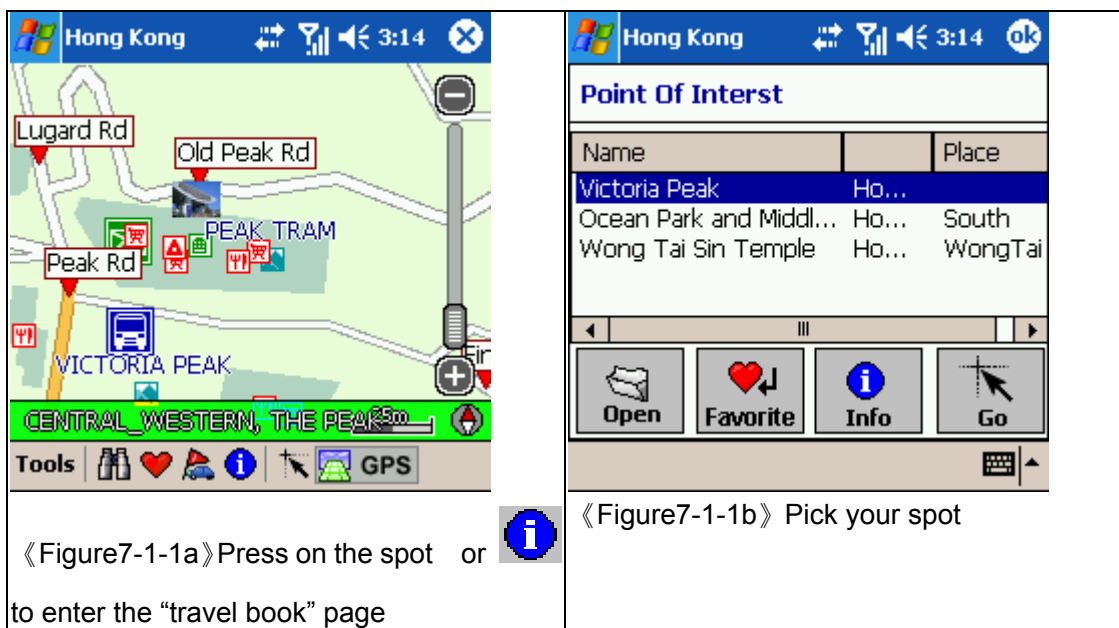 Hong Kong 3:14
Lugard Rd
Old Peak Rd
PEAK TRAM
Peak Rd
VICTORIA PEAK
CENTRAL_WESTERN, THE PEAK
Tools GPS
《Figure7-1-1a》Press on the spot or
to enter the “travel book” page
Hong Kong 3:14 ok
Point Of Interst
Name Place
Victoria Peak Ho...
Ocean Park and Middl... Ho... South
Wong Tai Sin Temple Ho... WongTai
Open Favorite Info Go
《Figure7-1-1b》Pick your spot